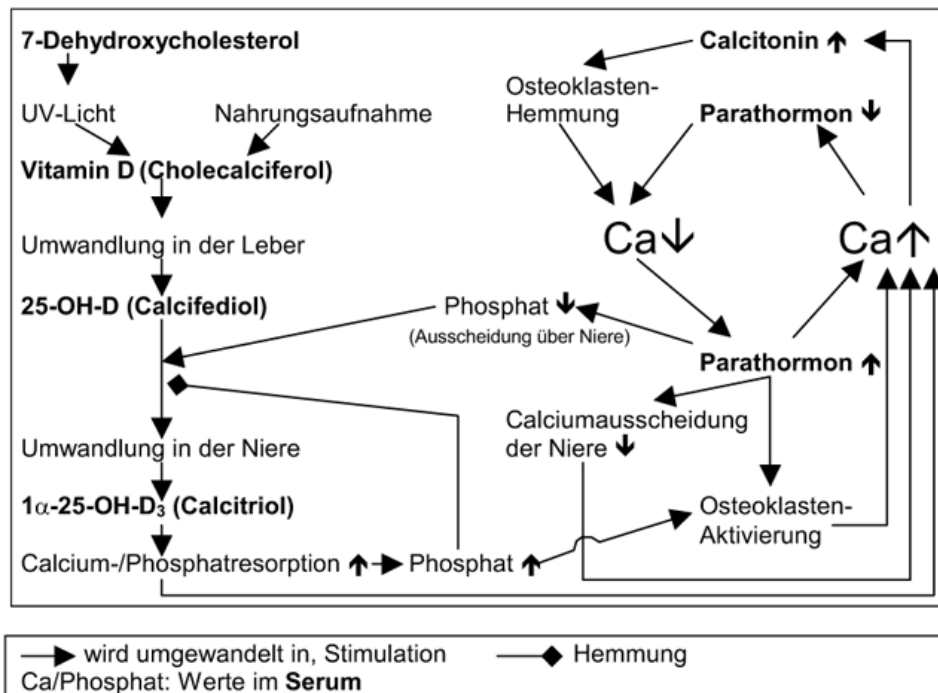 7-Dehydroxycholesterol
UV-Licht
Nahrungsaufnahme
Vitamin D (Cholecalciferol)
Umwandlung in der Leber
25-OH-D (Calcifediol)
Umwandlung in der Niere
1α-25-OH-D₃ (Calcitriol)
Calcium-/Phosphatresorption ↑
Phosphat ↑
Phosphat ↓
(Ausscheidung über Niere)
Calcitonin ↑
Osteoklasten-
Hemmung
Parathormon ↓
Ca↓
Ca↑
Parathormon ↑
Calciumausscheidung
der Niere ↓
Osteoklasten-
Aktivierung
wird umgewandelt in, Stimulation
Hemmung
Ca/Phosphat: Werte im Serum